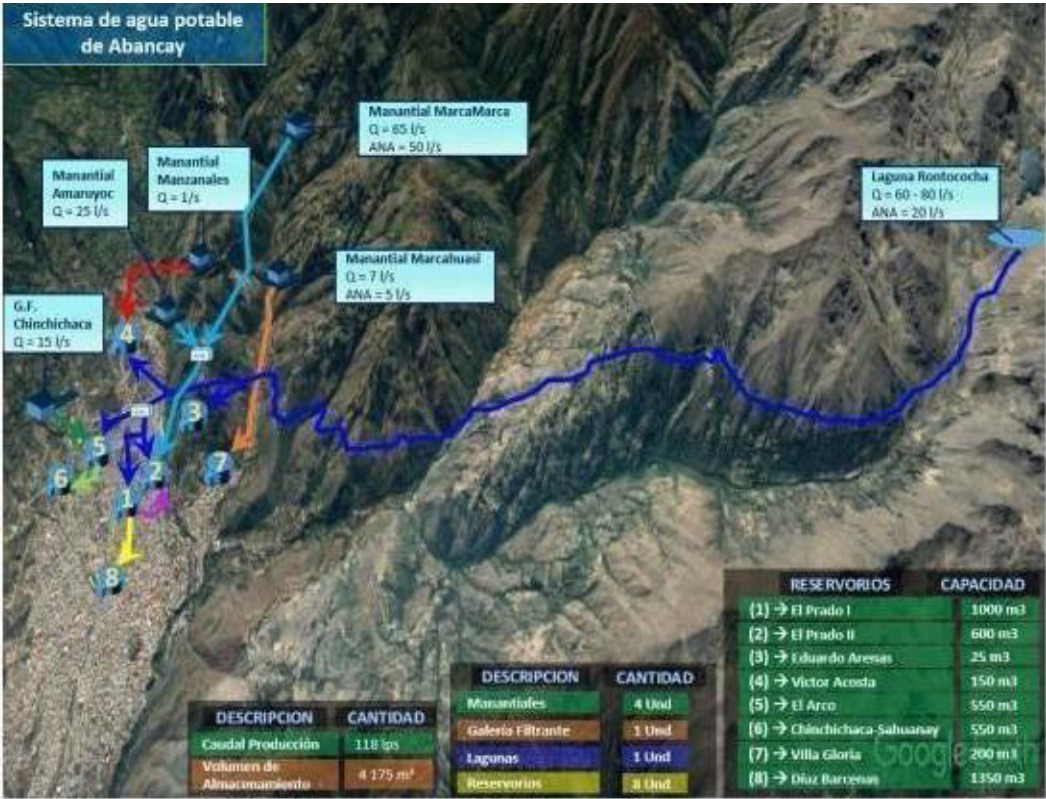 Sistema de agua potable
de Abancay
Manantial MarcaMarca
Q = 65 l/s
ANA = 50 l/s
Manantial
Manzanales
Q = 1/s
Manantial
Amaruyoc
Q = 25 l/s
Laguna Rontococha
Q = 60 - 80 l/s
ANA = 20 l/s
Manantial Marcahuasi
Q = 7 l/s
ANA = 5 l/s
G.F.
Chinchichaca
Q = 15 l/s
4
3
5
6
2
7
1
8
RESERVORIOS CAPACIDAD
(1) → El Prado I 1000 m3
(2) → El Prado II 600 m3
(3) → Eduardo Arenas 25 m3
(4) → Victor Acosta 150 m3
(5) → El Arco 550 m3
(6) → Chinchichaca-Sahuanay 550 m3
(7) → Villa Gloria 200 m3
(8) → Díaz Barcenas 1350 m3
DESCRIPCION CANTIDAD
Manantiales 4 Und
Galería Filtrante 1 Und
Lagunas 1 Und
Reservorios 8 Und
DESCRIPCION CANTIDAD
Caudal Producción 118 lps
Volumen de
Almacenamiento 4 175 m³
Google